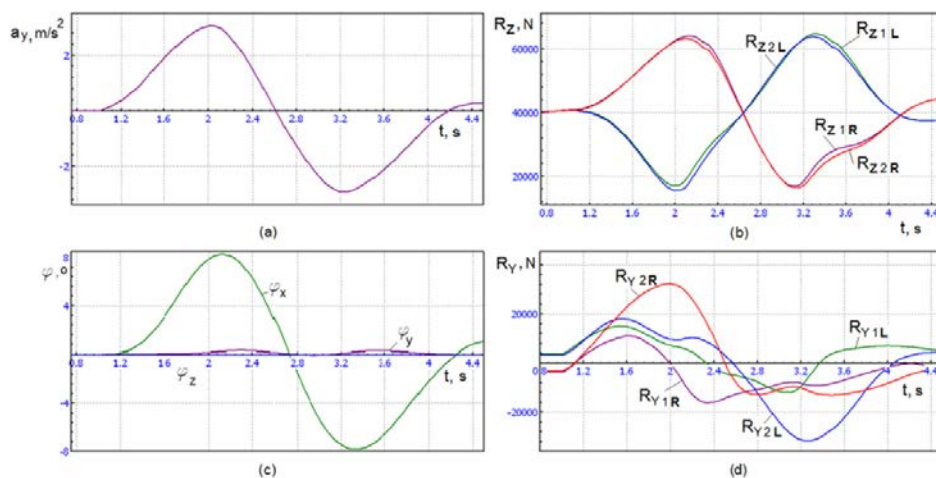 a_Y, m/s²
2
-2
0.8 1.2 1.6 2 2.4 2.8 3.2 3.6 4 4.4
t, s
(a)
R_Z, N
60000
40000
20000
R_Z2L
R_Z1L
R_Z1R
R_Z2R
0.8 1.2 1.6 2 2.4 2.8 3.2 3.6 4 4.4
t, s
(b)
φ, o
8
4
-4
-8
φ_x
φ_y
φ_z
0.8 1.2 1.6 2 2.4 2.8 3.2 3.6 4 4.4
t, s
(c)
R_Y, N
20000
-20000
R_Y2R
R_Y1L
R_Y1R
R_Y2L
0.8 1.2 1.6 2 2.4 2.8 3.2 3.6 4 4.4
t, s
(d)